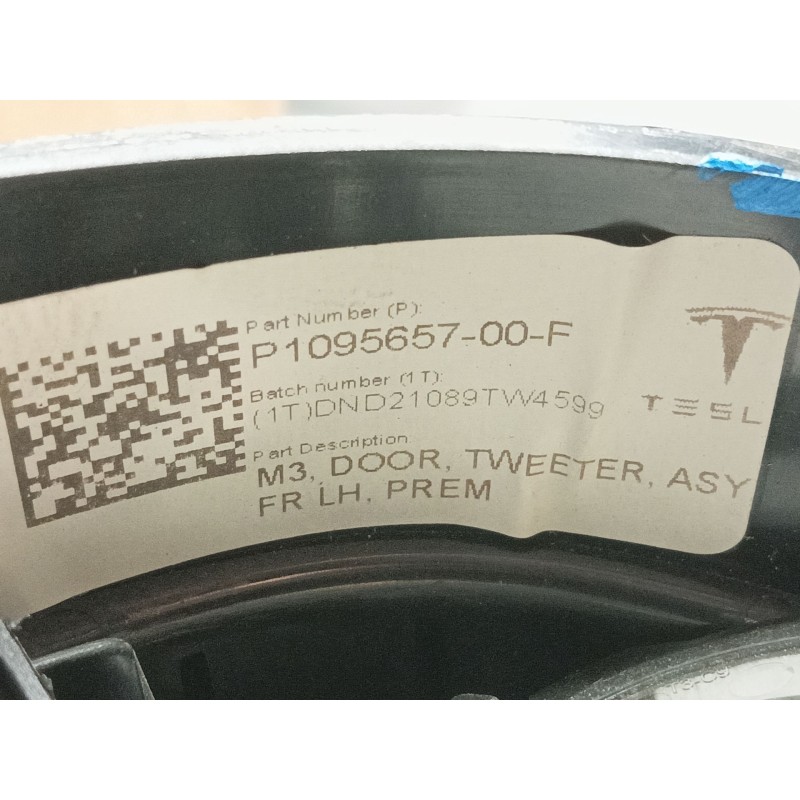 Part Number (P):
P1095657-00-F
Batch number (1T):
(1T)DND21089TW4599
Part Description
M3, DOOR, TWEETER, ASY
FR LH, PREM
TESL